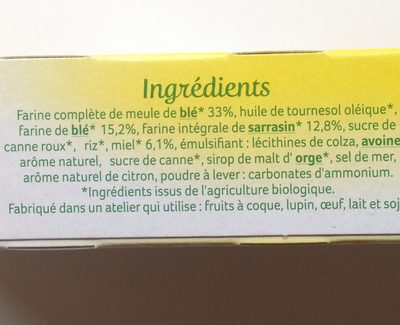 Ingrédients
Farine complète de meule de blé* 33%, huile de tournesol oléique*,
farine de blé* 15,2%, farine intégrale de sarrasin* 12,8%, sucre de
canne roux*, riz*, miel* 6,1%, émulsifiant : lécithines de colza, avoine
arôme naturel, sucre de canne*, sirop de malt d' orge*, sel de mer,
arôme naturel de citron, poudre à lever : carbonates d'ammonium.
*Ingrédients issus de l'agriculture biologique.
Fabriqué dans un atelier qui utilise : fruits à coque, lupin, œuf, lait et soj